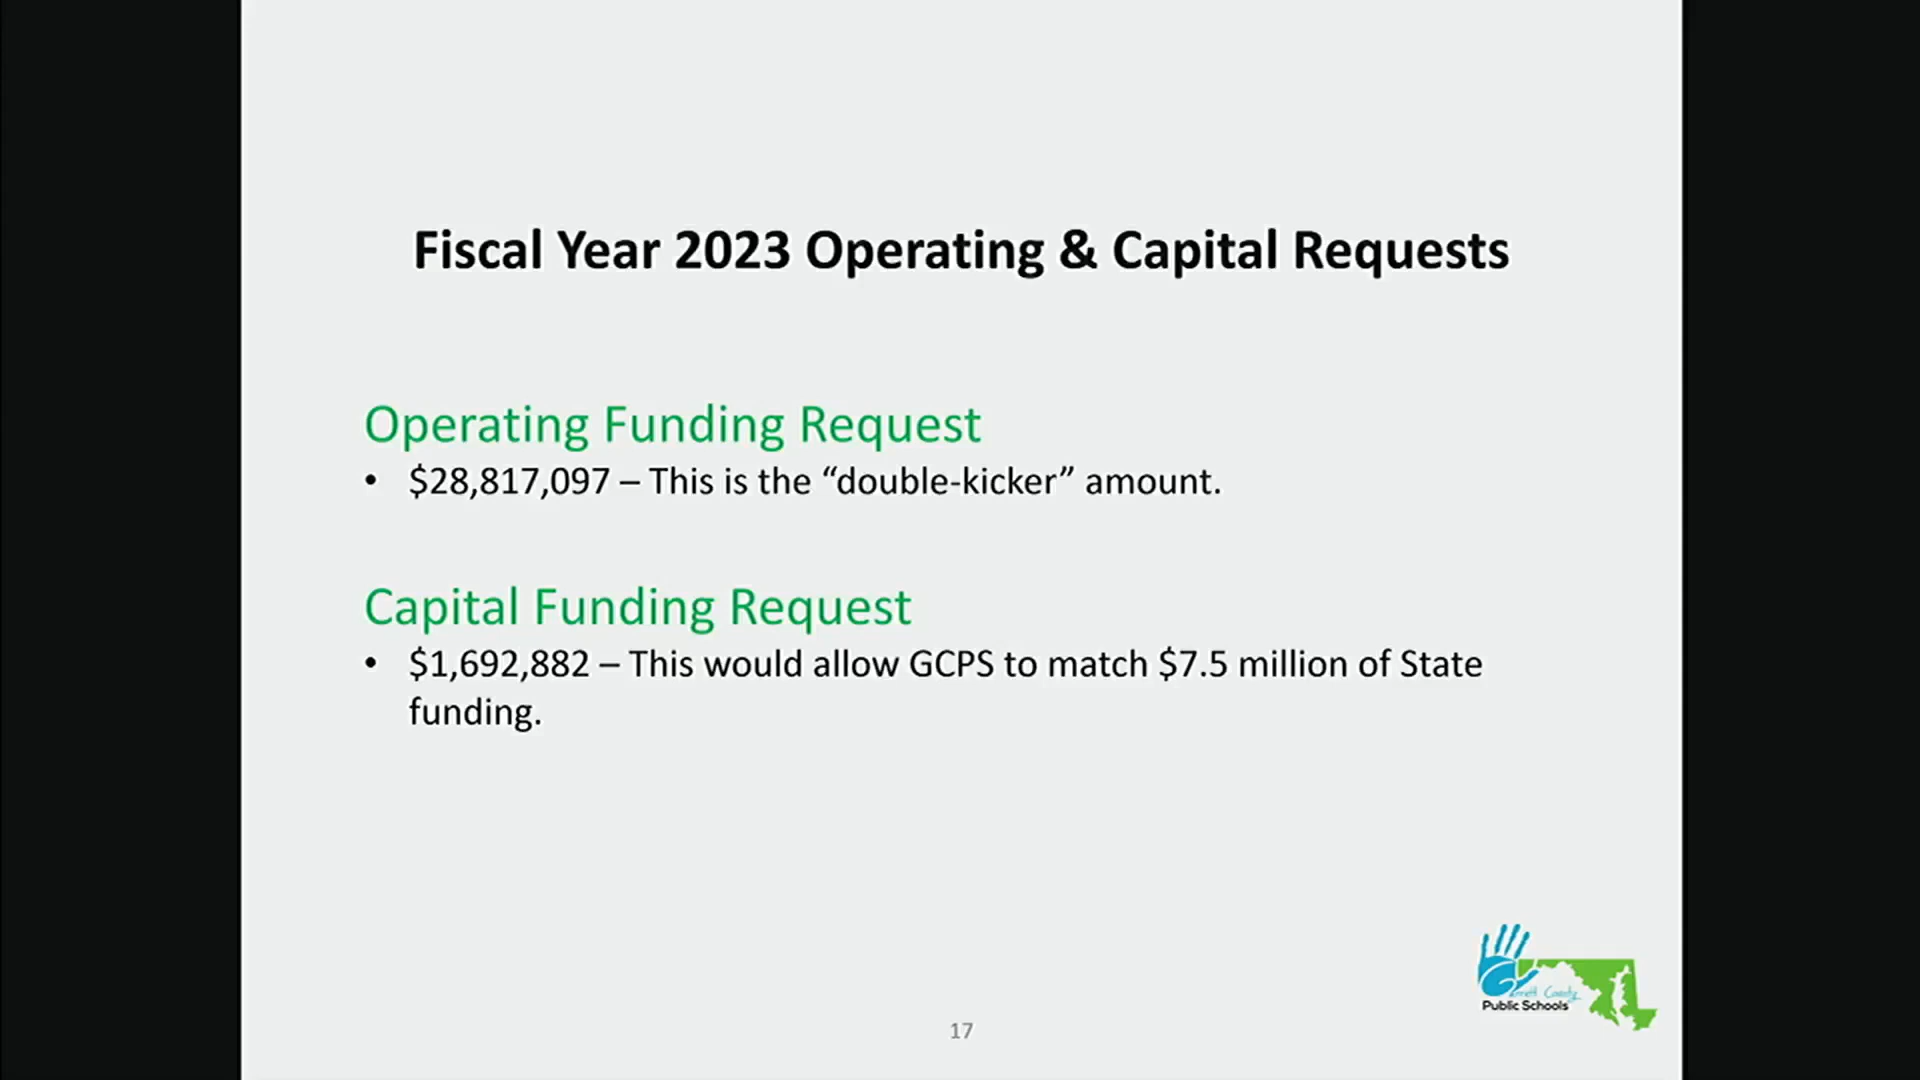 Fiscal Year 2023 Operating & Capital Requests
Operating Funding Request
• $28,817,097 – This is the “double-kicker” amount.
Capital Funding Request
• $1,692,882 – This would allow GCPS to match $7.5 million of State
funding.
Garrett County
Public Schools
17